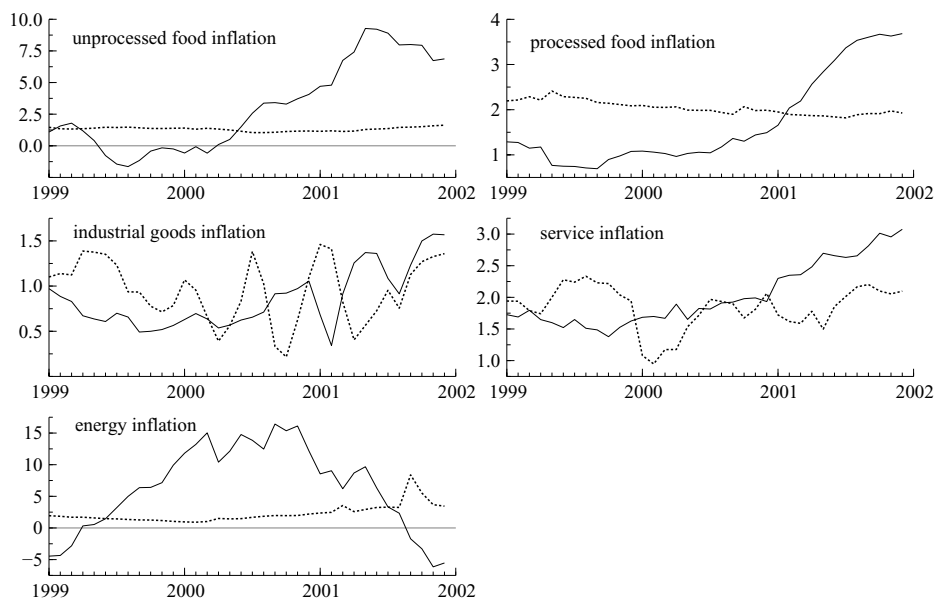 10.0
unprocessed food inflation
7.5
5.0
2.5
0.0
1999 2000 2001 2002
4
processed food inflation
3
2
1
1999 2000 2001 2002
1.5
industrial goods inflation
1.0
0.5
1999 2000 2001 2002
3.0
service inflation
2.5
2.0
1.5
1.0
1999 2000 2001 2002
15
energy inflation
10
5
0
−5
1999 2000 2001 2002